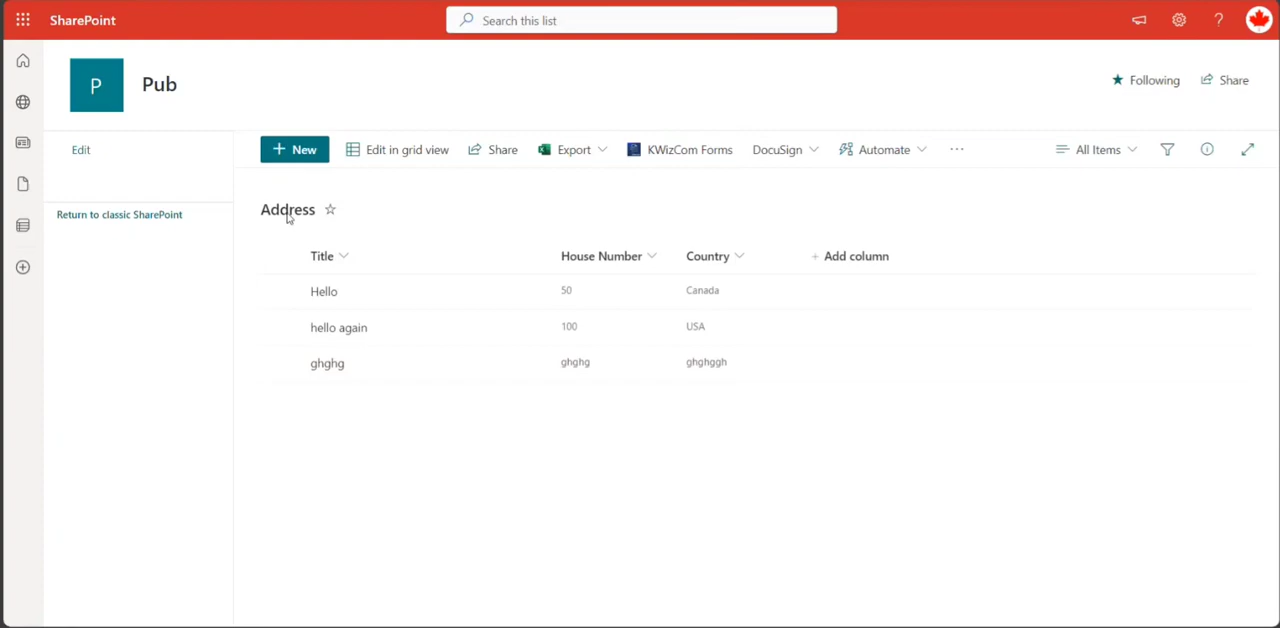 SharePoint
Search this list
?
P
Pub
Following
Share
Edit
+ New
Edit in grid view
Share
Export
KWizCom Forms
DocuSign
Automate
...
All Items
Return to classic SharePoint
Address
Title
House Number
Country
+ Add column
Hello
50
Canada
hello again
100
USA
ghghg
ghghg
ghghggh